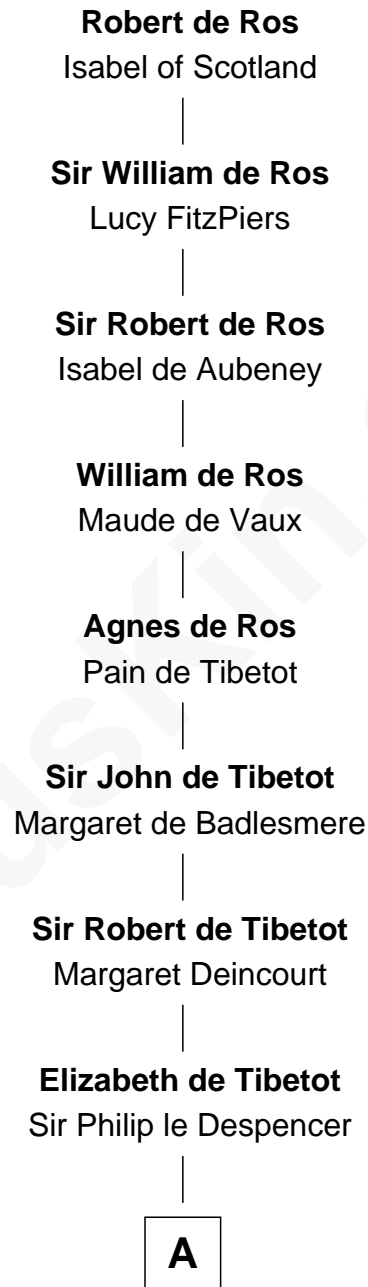 Robert de Ros
Isabel of Scotland
Sir William de Ros
Lucy FitzPiers
Sir Robert de Ros
Isabel de Aubeney
William de Ros
Maude de Vaux
Agnes de Ros
Pain de Tibetot
Sir John de Tibetot
Margaret de Badlesmere
Sir Robert de Tibetot
Margaret Deincourt
Elizabeth de Tibetot
Sir Philip le Despencer
A